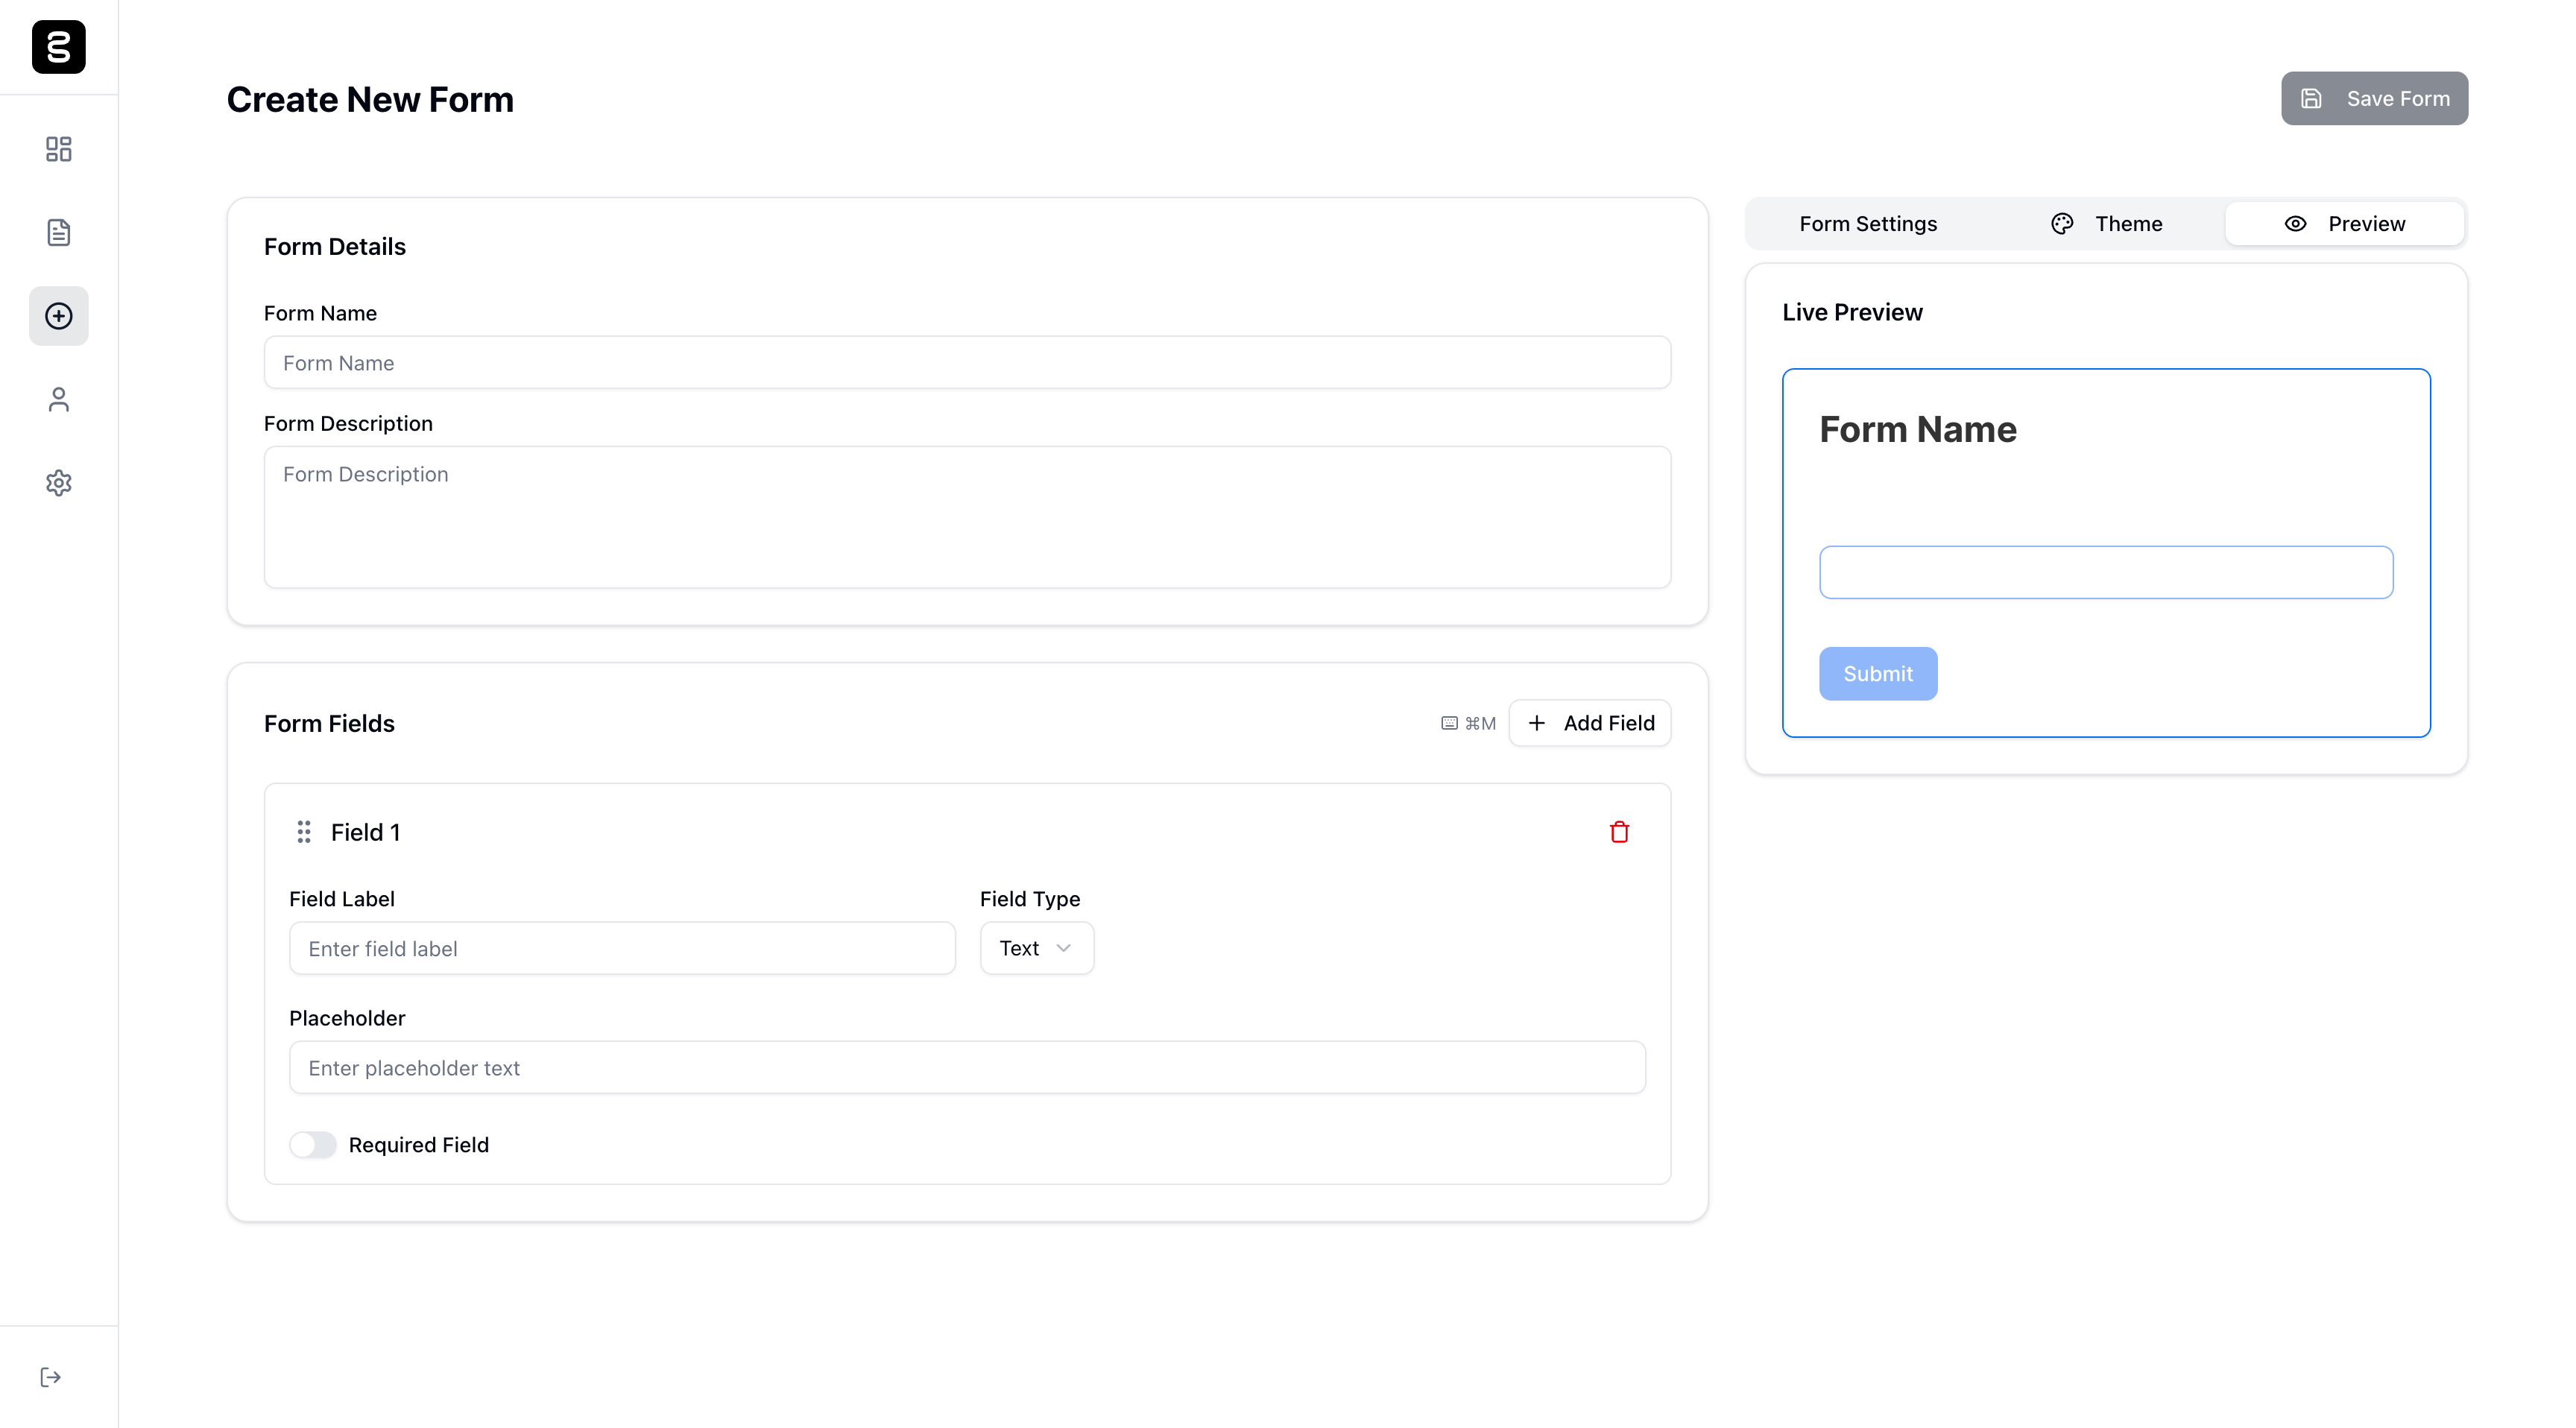 Create New Form
Save Form
Form Details
Form Name
Form Name
Form Description
Form Description
Form Fields
⌘M
Add Field
Field 1
Field Label
Enter field label
Field Type
Text
Placeholder
Enter placeholder text
Required Field
Form Settings
Theme
Preview
Live Preview
Form Name
Submit